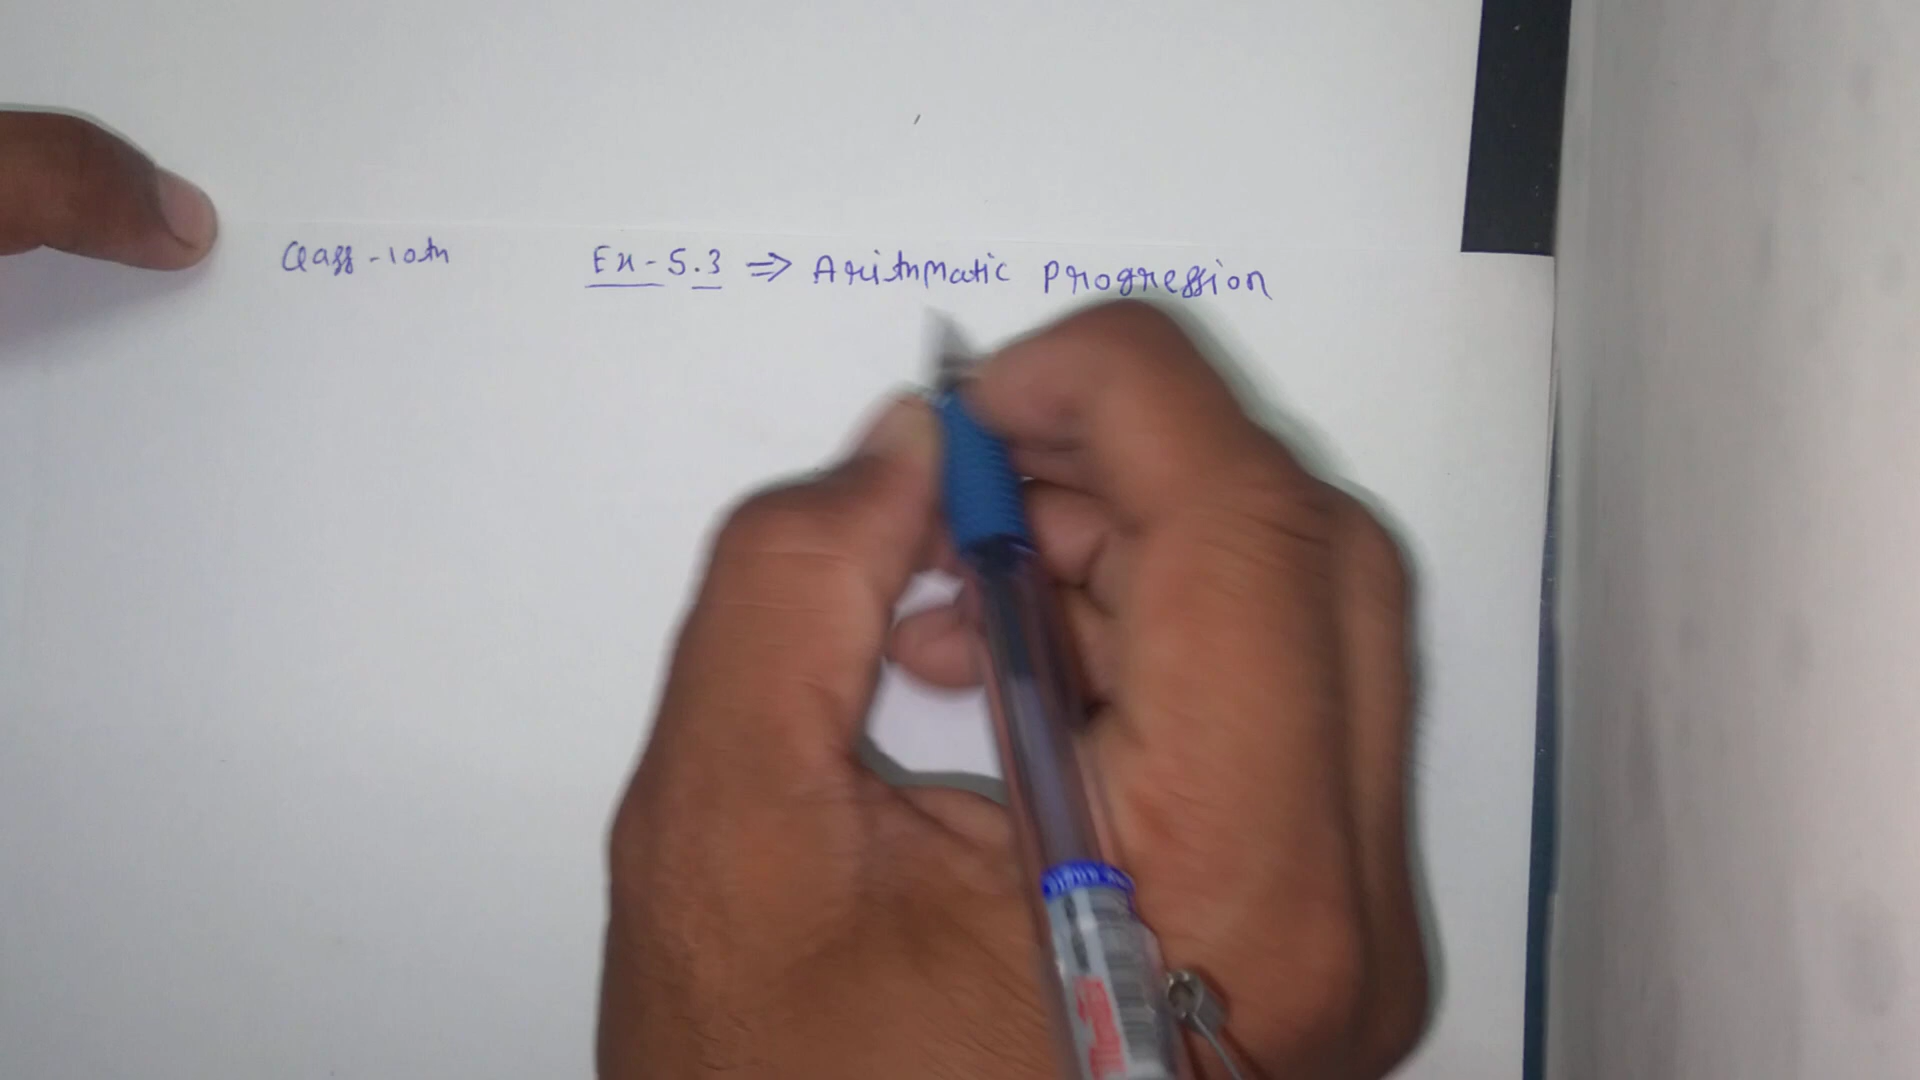 Class - 10th Ex - 5.3 ⇒ Arithmatic Progression